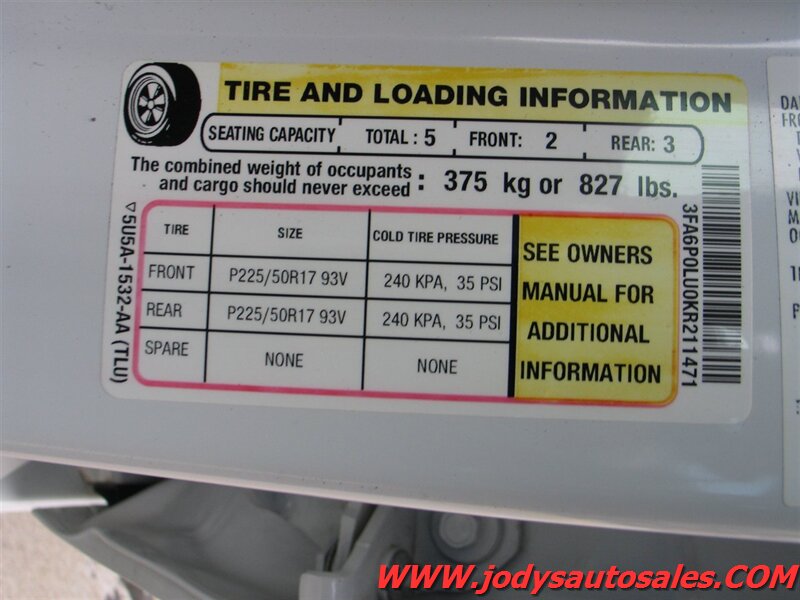 TIRE AND LOADING INFORMATION
SEATING CAPACITY TOTAL : 5 FRONT: 2 REAR: 3
The combined weight of occupants
and cargo should never exceed : 375 kg or 827 lbs.
TIRE SIZE COLD TIRE PRESSURE
FRONT P225/50R17 93V 240 KPA, 35 PSI
REAR P225/50R17 93V 240 KPA, 35 PSI
SPARE NONE NONE
SEE OWNERS
MANUAL FOR
ADDITIONAL
INFORMATION
5U5A-1532-AA (TLU)
3FA6P0LU0KR211471
WWW.jodysautosales.COM